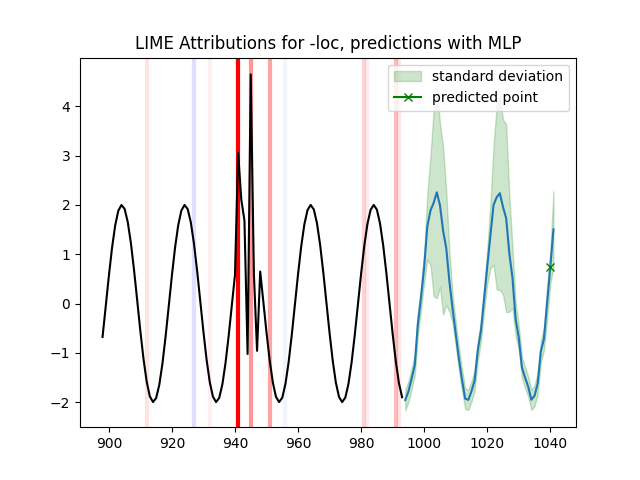 LIME Attributions for -loc, predictions with MLP
standard deviation
predicted point
4
3
2
1
0
−1
−2
900 920 940 960 980 1000 1020 1040